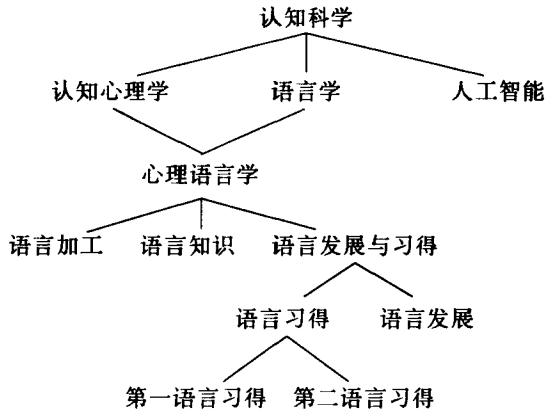 认知科学
认知心理学 语言学 人工智能
心理语言学
语言加工 语言知识 语言发展与习得
语言习得 语言发展
第一语言习得 第二语言习得